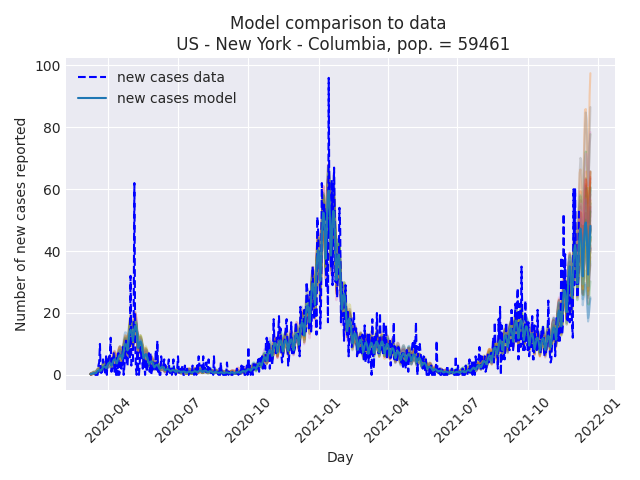 Model comparison to data
US - New York - Columbia, pop. = 59461
new cases data
new cases model
Number of new cases reported
100
80
60
40
20
0
2020-04
2020-07
2020-10
2021-01
2021-04
2021-07
2021-10
2022-01
Day